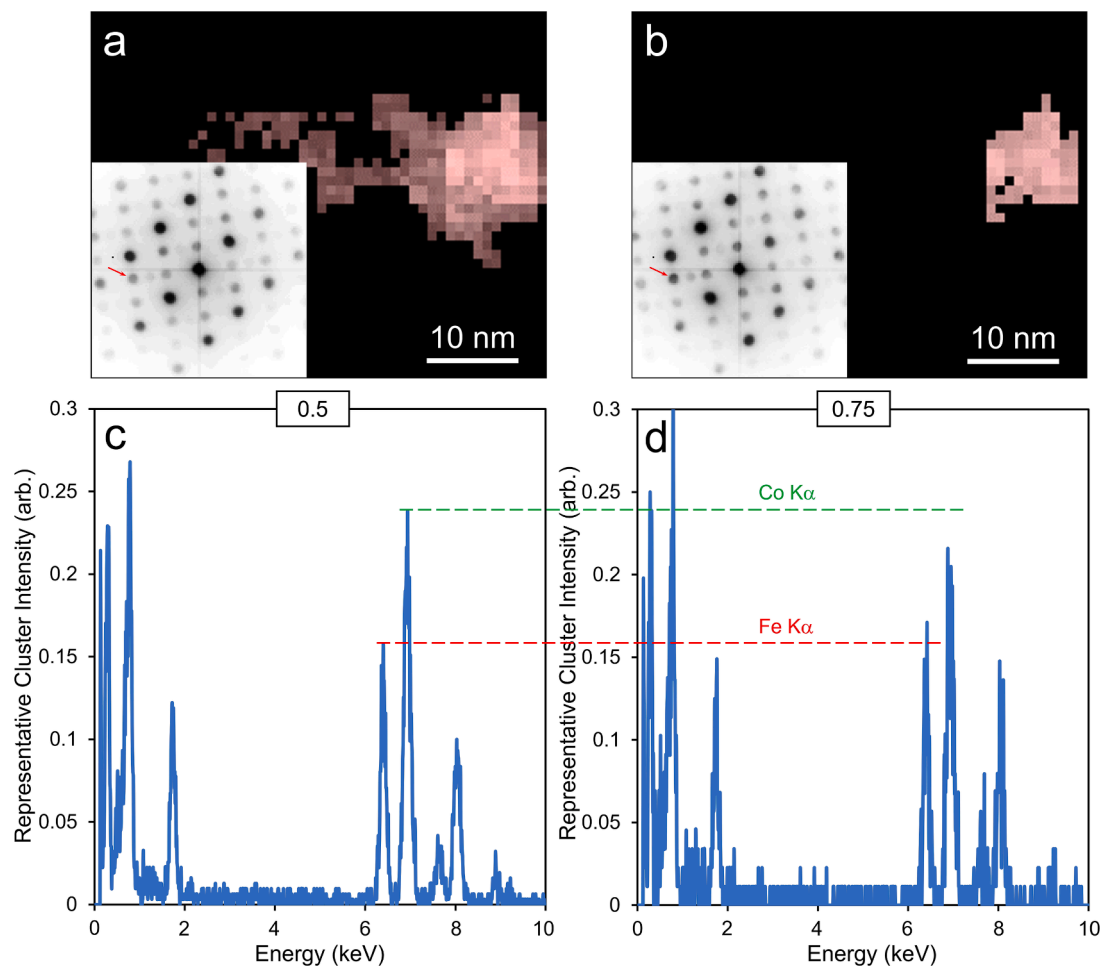 a
b
10 nm
10 nm
0.5
0.75
c
d
Representative Cluster Intensity (arb.)
0.3
0.25
0.2
0.15
0.1
0.05
0
0 2 4 6 8 10
Energy (keV)
Co Kα
Fe Kα
Representative Cluster Intensity (arb.)
0.3
0.25
0.2
0.15
0.1
0.05
0
0 2 4 6 8 10
Energy (keV)